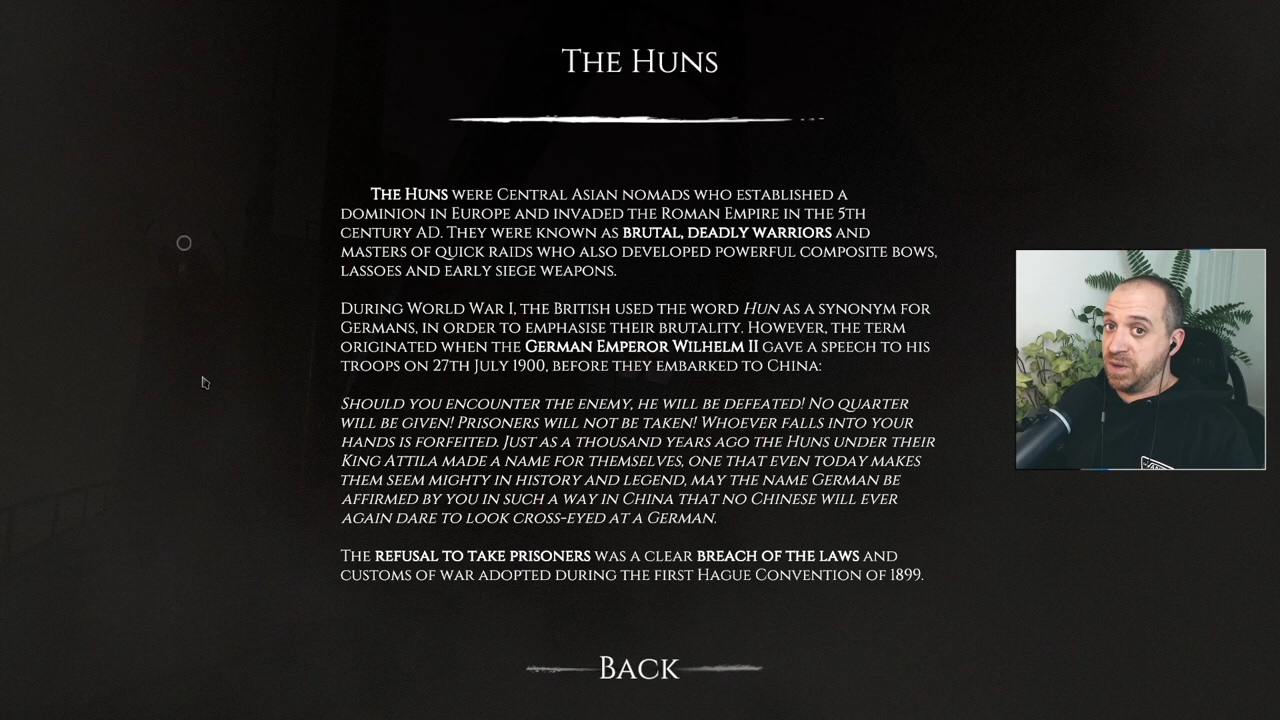 The Huns
The Huns were Central Asian nomads who established a
dominion in Europe and invaded the Roman Empire in the 5th
century AD. They were known as brutal, deadly warriors and
masters of quick raids who also developed powerful composite bows,
lassoes and early siege weapons.
During World War I, the British used the word Hun as a synonym for
Germans, in order to emphasise their brutality. However, the term
originated when the German Emperor Wilhelm II gave a speech to his
troops on 27th July 1900, before they embarked to China:
Should you encounter the enemy, he will be defeated! No quarter
will be given! Prisoners will not be taken! Whoever falls into your
hands is forfeited. Just as a thousand years ago the Huns under their
King Attila made a name for themselves, one that even today makes
them seem mighty in history and legend, may the name German be
affirmed by you in such a way in China that no Chinese will ever
again dare to look cross-eyed at a German.
The refusal to take prisoners was a clear breach of the laws and
customs of war adopted during the first Hague Convention of 1899.
Back